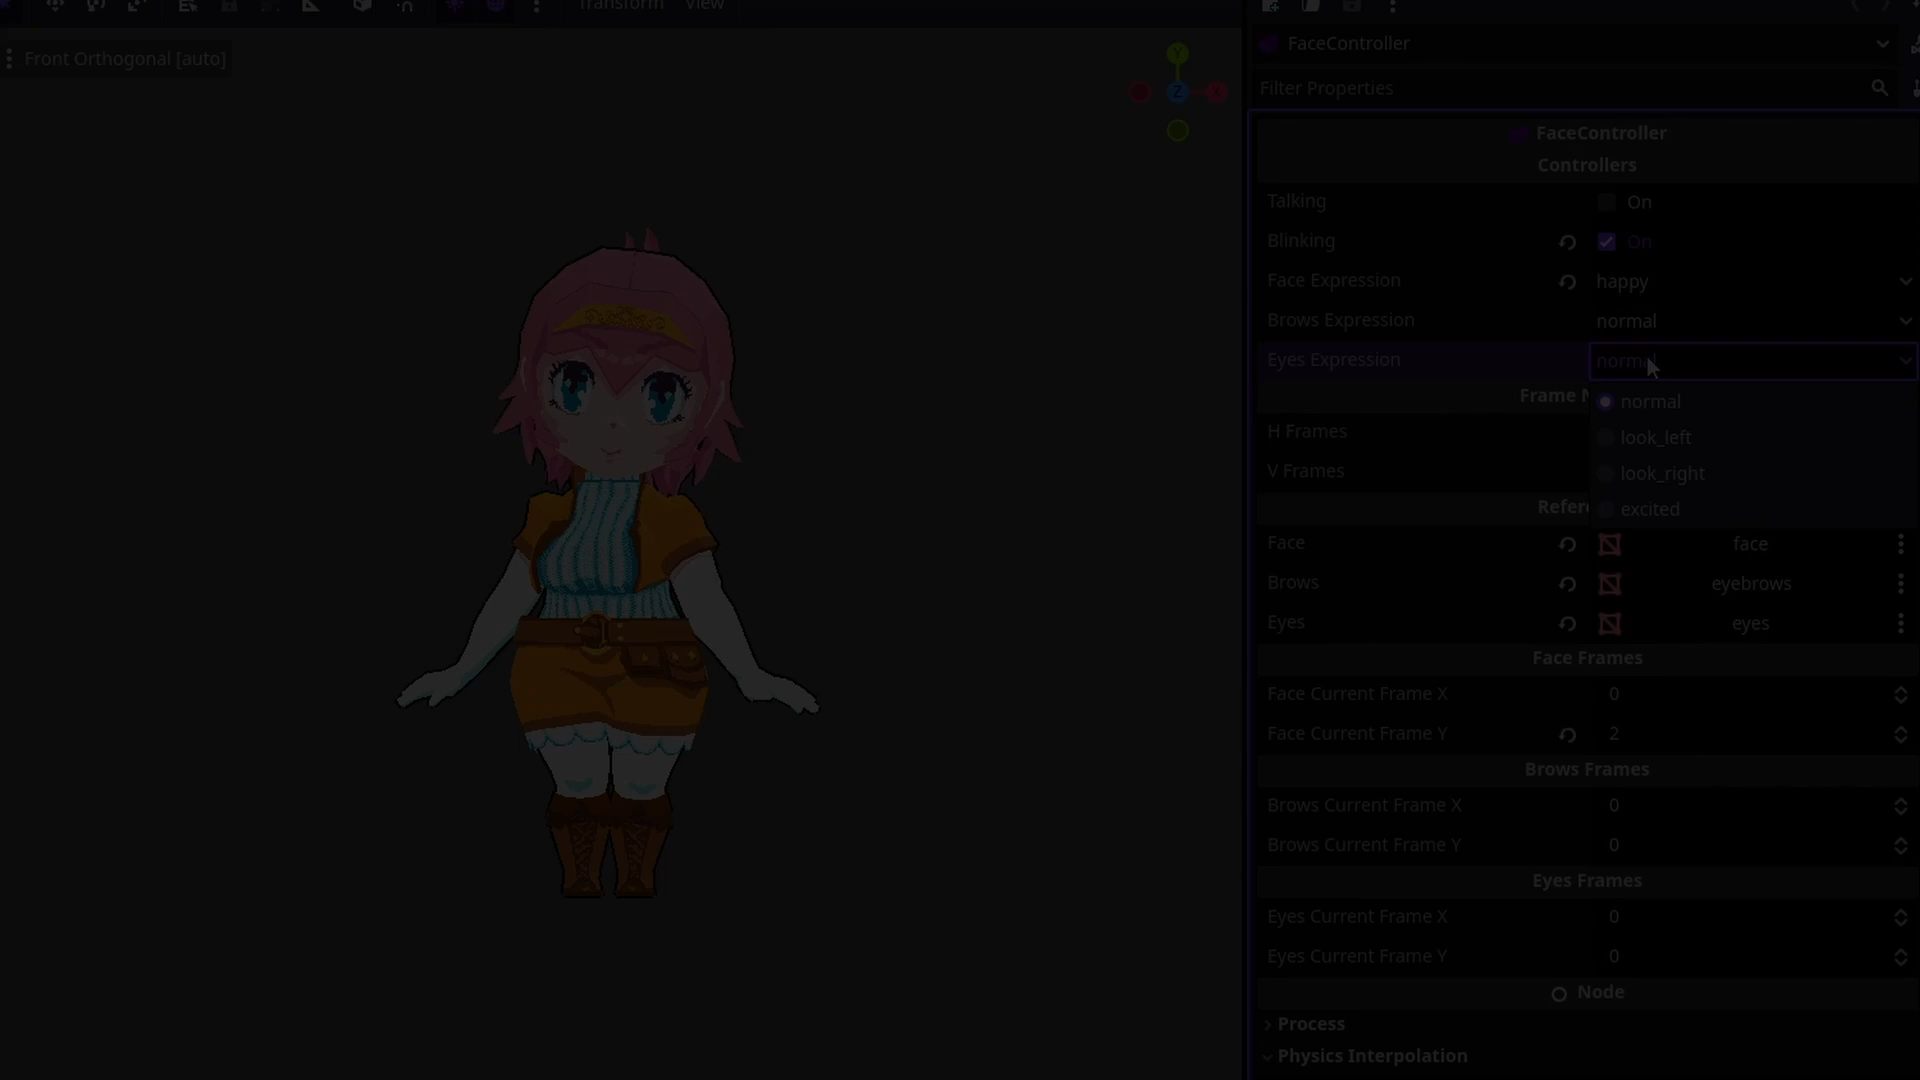 Transform View
Front Orthogonal [auto]
Y
Z X
FaceController
Filter Properties
FaceController
Controllers
Talking On
Blinking On
Face Expression happy
Brows Expression normal
Eyes Expression normal
normal
look_left
look_right
excited
Frame
H Frames
V Frames
Refer
Face face
Brows eyebrows
Eyes eyes
Face Frames
Face Current Frame X 0
Face Current Frame Y 2
Brows Frames
Brows Current Frame X 0
Brows Current Frame Y 0
Eyes Frames
Eyes Current Frame X 0
Eyes Current Frame Y 0
Node
Process
Physics Interpolation